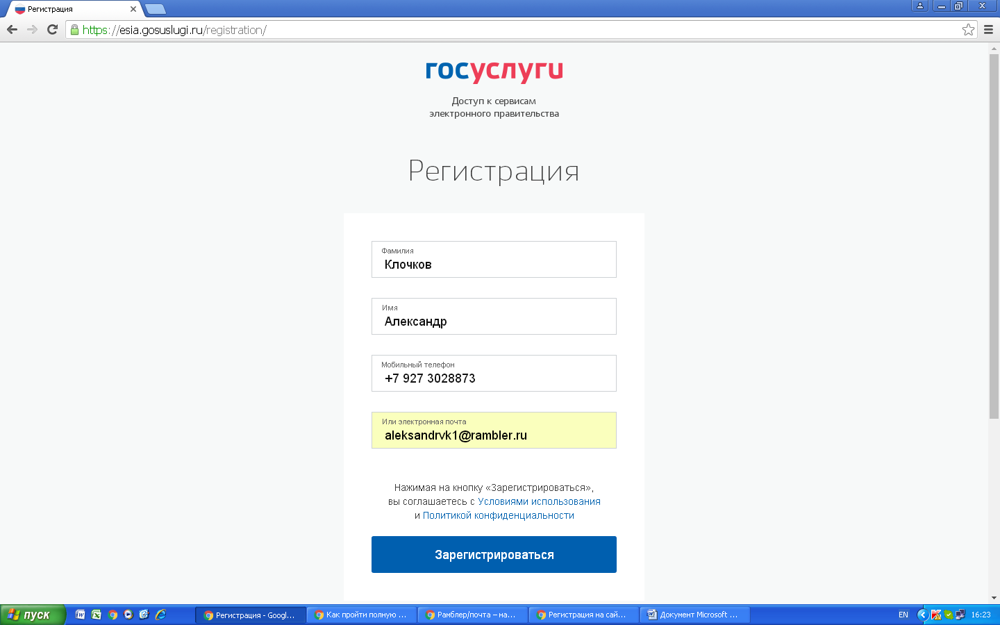 Регистрация
https://esia.gosuslugi.ru/registration/
госуслуги
Доступ к сервисам
электронного правительства
Регистрация
Фамилия
Клочков
Имя
Александр
Мобильный телефон
+7 927 3028873
Или электронная почта
aleksandrvk1@rambler.ru
Нажимая на кнопку «Зарегистрироваться»,
вы соглашаетесь с Условиями использования
и Политикой конфиденциальности
Зарегистрироваться
пуск
Регистрация - Googl...
Как пройти полную ...
Рамблер/почта – на...
Регистрация на сай...
Документ Microsoft ...
EN
16:23